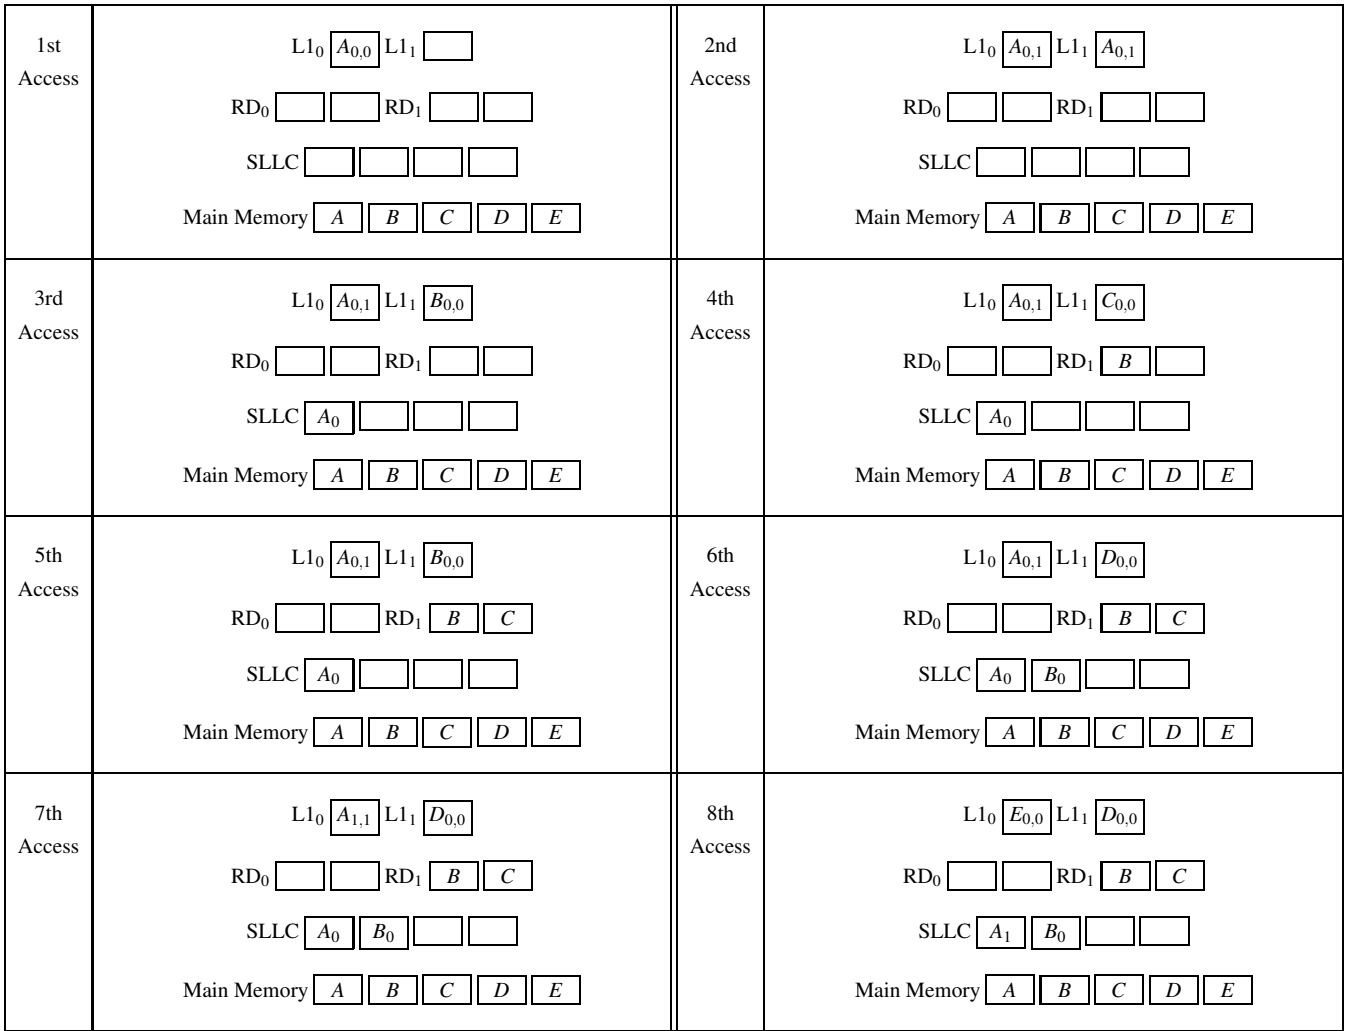 1st Access
L1₀ A₀,₀ L1₁
RD₀ RD₁
SLLC
Main Memory A B C D E
2nd Access
L1₀ A₀,₁ L1₁ A₀,₁
RD₀ RD₁
SLLC
Main Memory A B C D E
3rd Access
L1₀ A₀,₁ L1₁ B₀,₀
RD₀ RD₁
SLLC A₀
Main Memory A B C D E
4th Access
L1₀ A₀,₁ L1₁ C₀,₀
RD₀ RD₁ B
SLLC A₀
Main Memory A B C D E
5th Access
L1₀ A₀,₁ L1₁ B₀,₀
RD₀ RD₁ B C
SLLC A₀
Main Memory A B C D E
6th Access
L1₀ A₀,₁ L1₁ D₀,₀
RD₀ RD₁ B C
SLLC A₀ B₀
Main Memory A B C D E
7th Access
L1₀ A₁,₁ L1₁ D₀,₀
RD₀ RD₁ B C
SLLC A₀ B₀
Main Memory A B C D E
8th Access
L1₀ E₀,₀ L1₁ D₀,₀
RD₀ RD₁ B C
SLLC A₁ B₀
Main Memory A B C D E